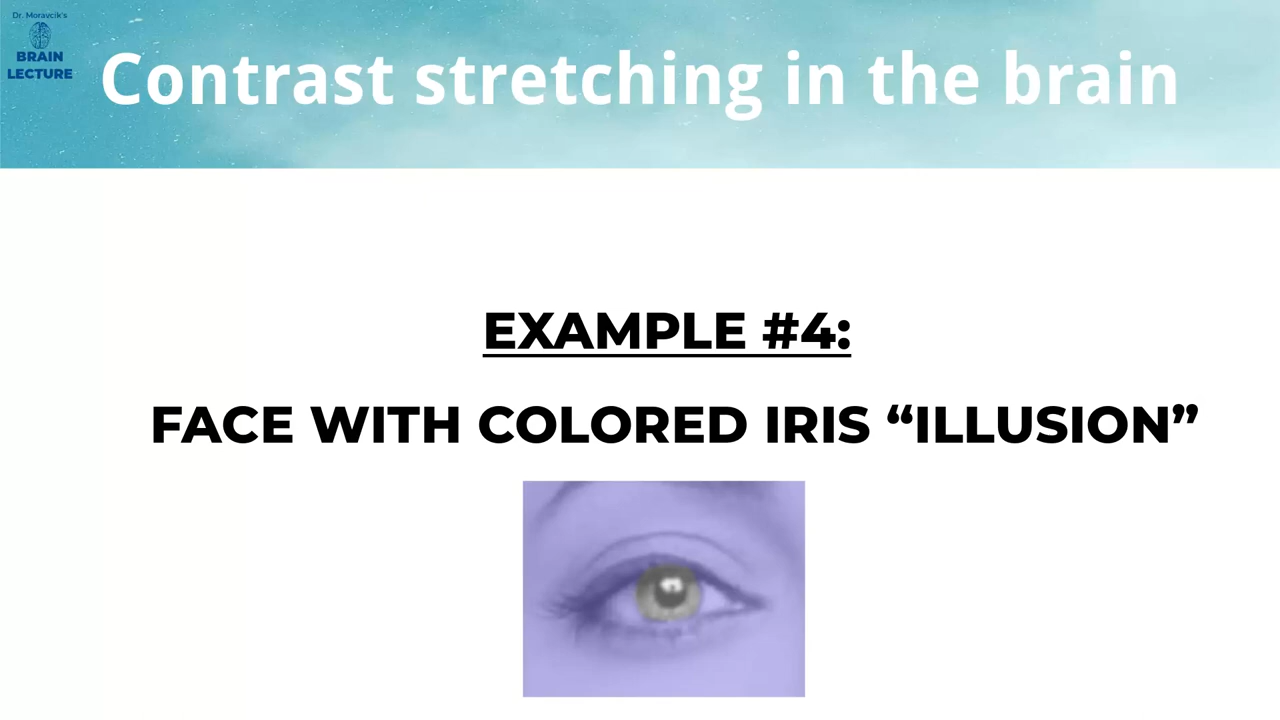 Dr. Moravcik's
BRAIN
LECTURE
Contrast stretching in the brain
EXAMPLE #4:
FACE WITH COLORED IRIS “ILLUSION”